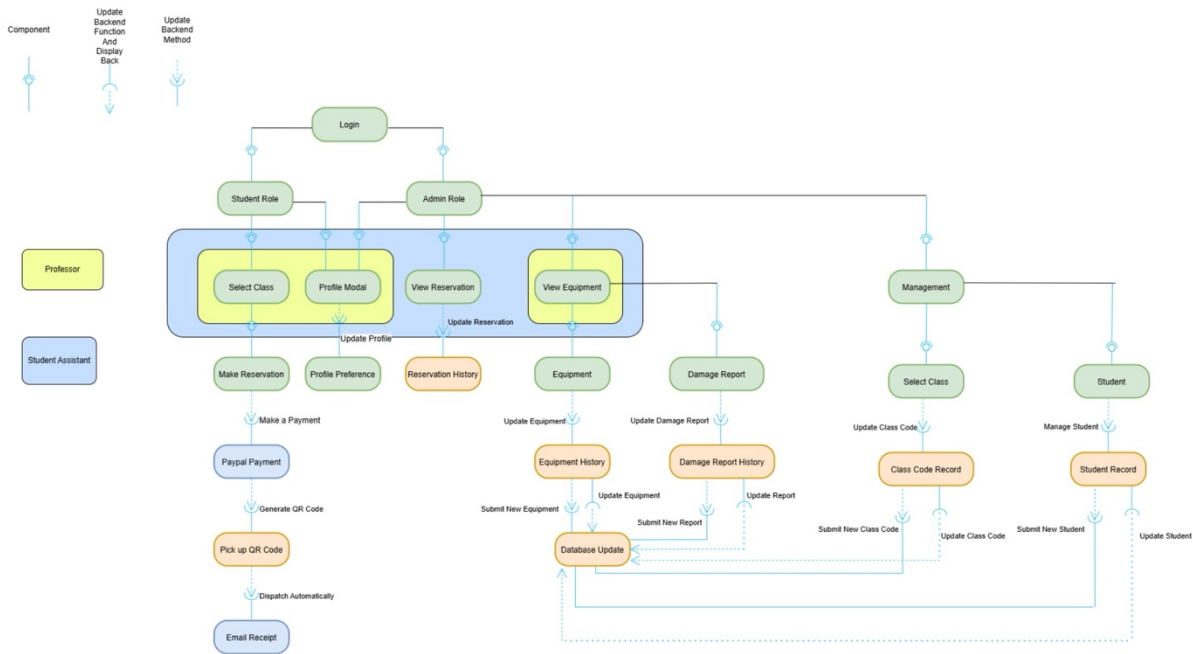 Component
Update
Backend
Function
And
Display
Back
Update
Backend
Method
Login
Student Role
Admin Role
Professor
Select Class
Profile Modal
View Reservation
View Equipment
Management
Update Reservation
Update Profile
Student Assistant
Make Reservation
Profile Preference
Reservation History
Equipment
Damage Report
Select Class
Student
Make a Payment
Update Equipment
Update Damage Report
Update Class Code
Manage Student
Paypal Payment
Equipment History
Damage Report History
Class Code Record
Student Record
Generate QR Code
Submit New Equipment
Update Equipment
Submit New Report
Update Report
Submit New Class Code
Update Class Code
Submit New Student
Update Student
Pick up QR Code
Database Update
Dispatch Automatically
Email Receipt